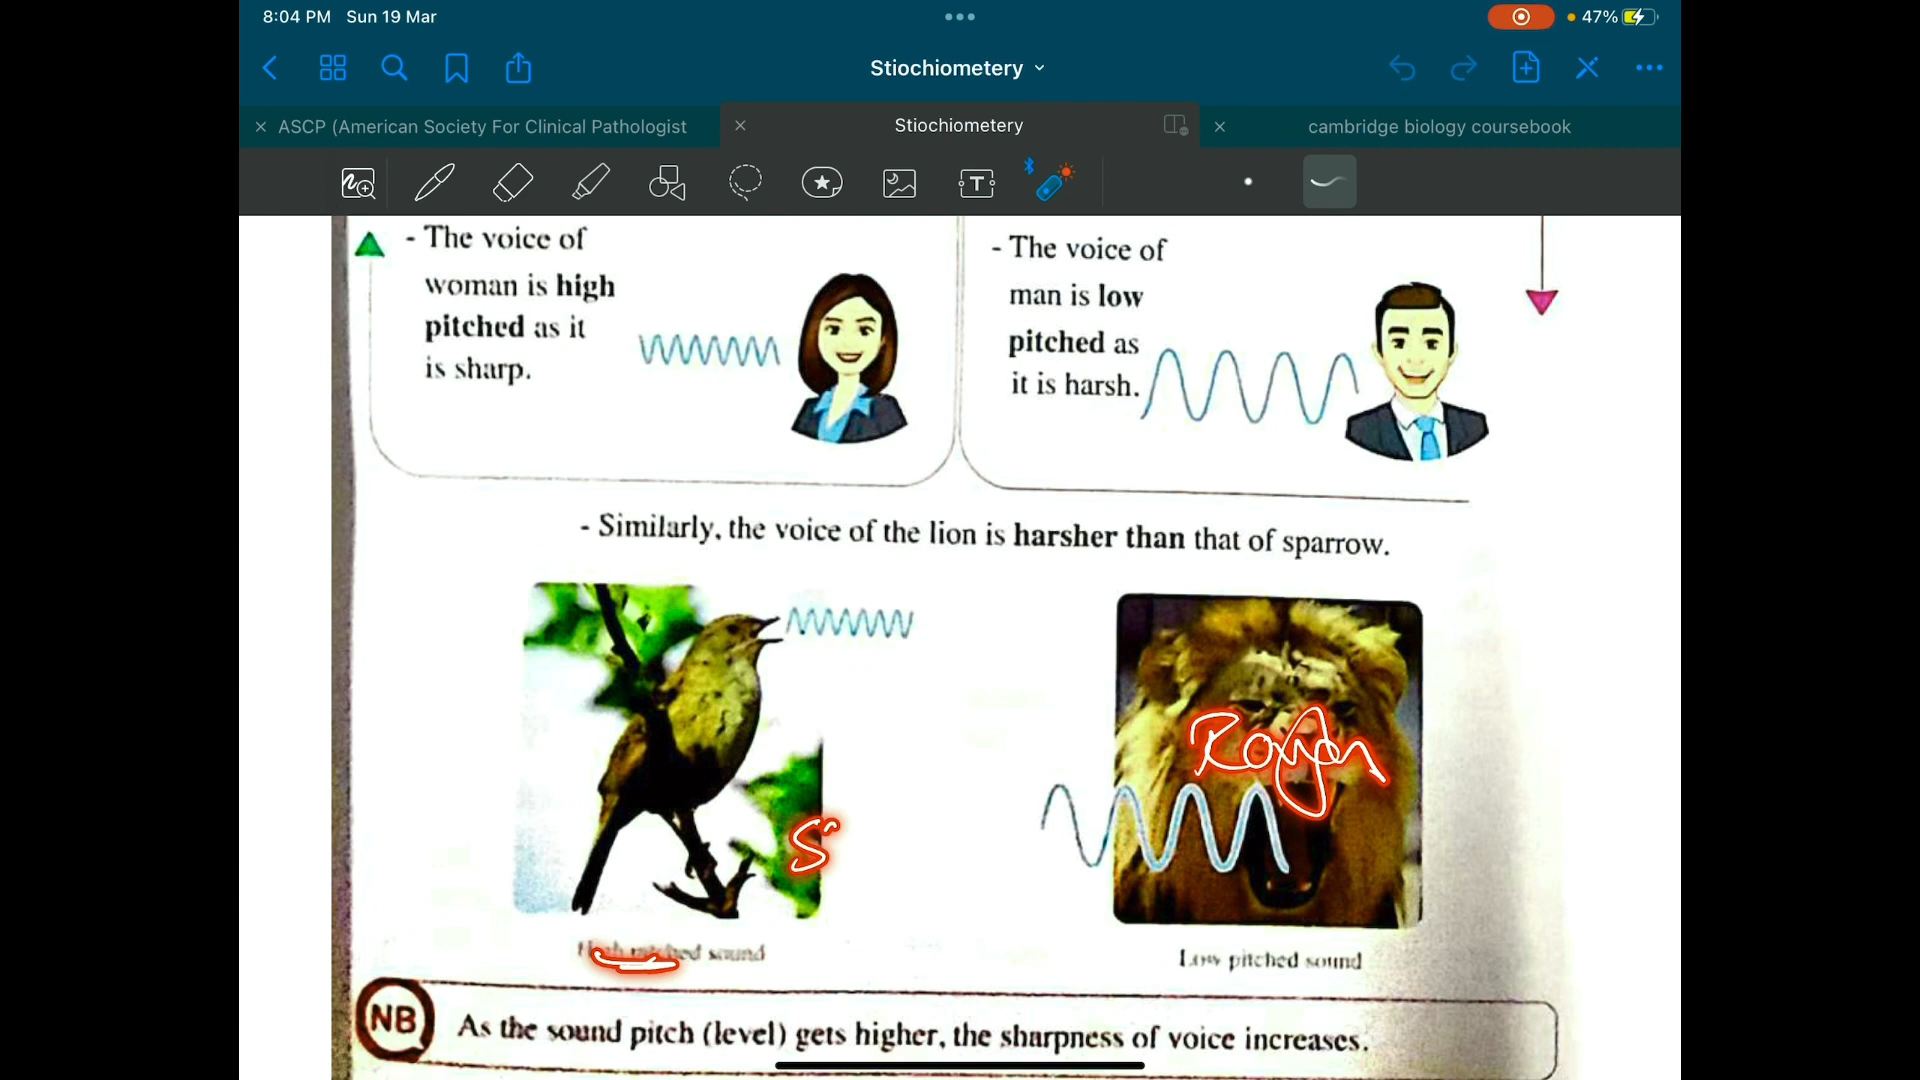 8:04 PM Sun 19 Mar
47%
Stiochiometery
ASCP (American Society For Clinical Pathologist
Stiochiometery
cambridge biology coursebook
T
- The voice of
woman is high
pitched as it
is sharp.
- The voice of
man is low
pitched as
it is harsh.
- Similarly, the voice of the lion is harsher than that of sparrow.
S
High pitched sound
Low pitched sound
NB
As the sound pitch (level) gets higher, the sharpness of voice increases.